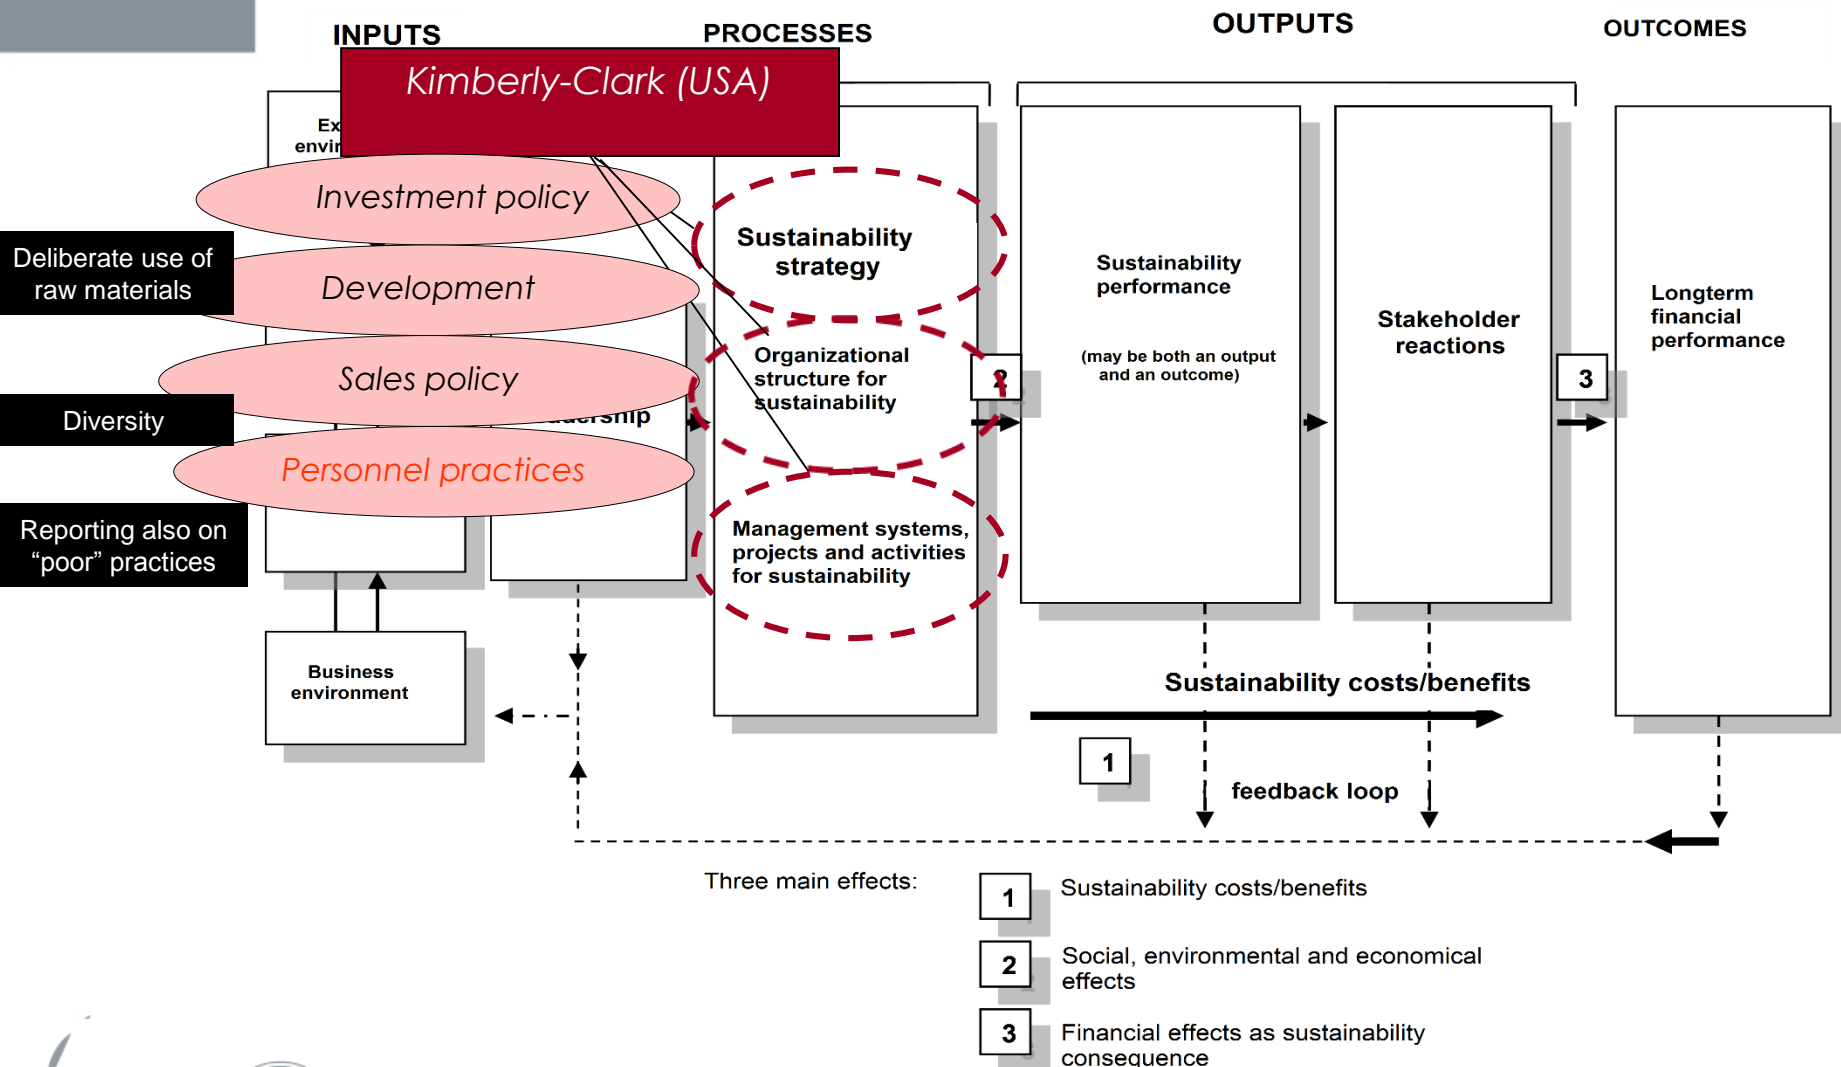 INPUTS
PROCESSES
OUTPUTS
OUTCOMES
Kimberly-Clark (USA)
Investment policy
Development
Sales policy
Personnel practices
Deliberate use of
raw materials
Diversity
Reporting also on
“poor” practices
Business
environment
Sustainability
strategy
Organizational
structure for
sustainability
Management systems,
projects and activities
for sustainability
2
Sustainability
performance
(may be both an output
and an outcome)
Stakeholder
reactions
3
Longterm
financial
performance
Sustainability costs/benefits
1
feedback loop
Three main effects:
1
Sustainability costs/benefits
2
Social, environmental and economical
effects
3
Financial effects as sustainability
consequence